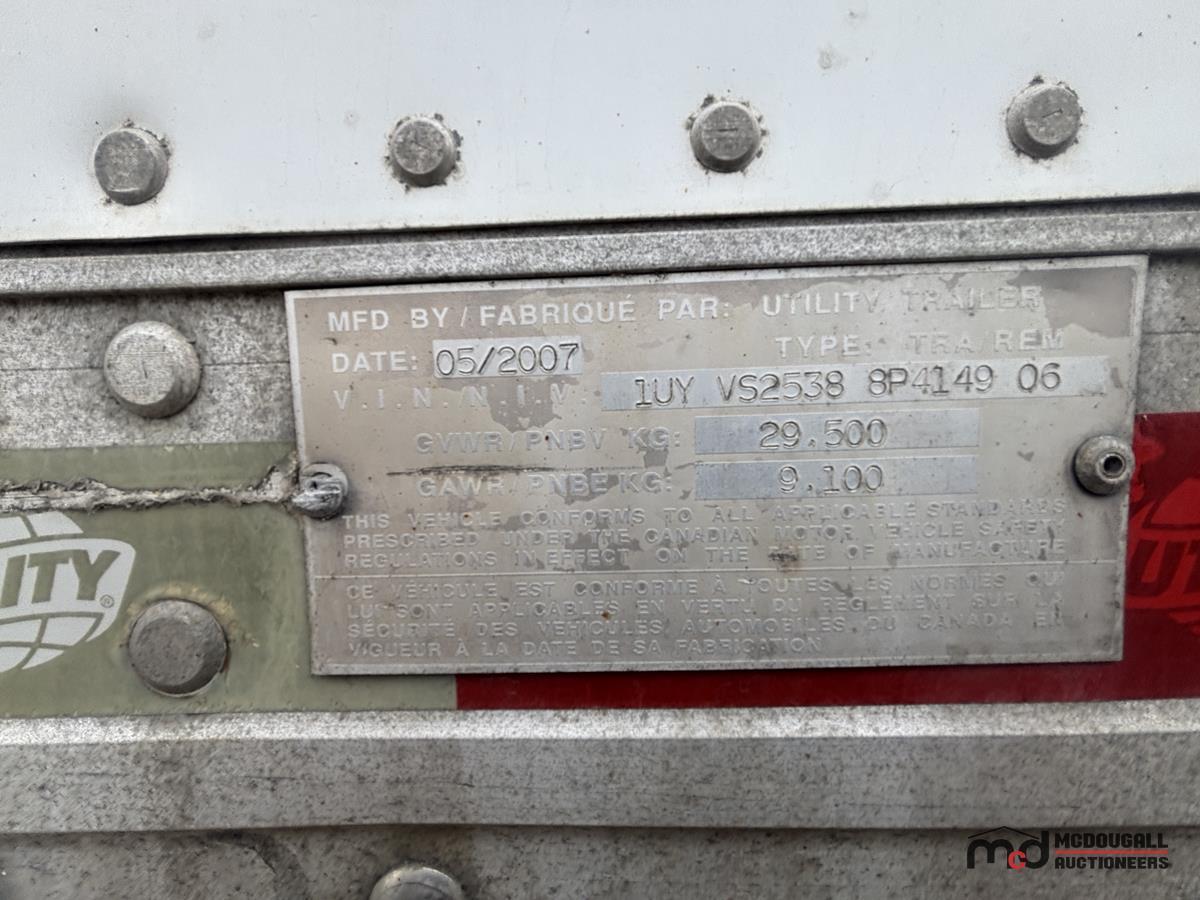 MFD BY / FABRIQUÉ PAR: UTILITY TRAILER
DATE: 05/2007 TYPE: TRA/REM
V.I.N./N.I.V. 1UY VS2538 8P4149 06
GVWR/PNBV KG: 29.500
GAWR/PNBE KG: 9.100
THIS VEHICLE CONFORMS TO ALL APPLICABLE STANDARDS
PRESCRIBED UNDER THE CANADIAN MOTOR VEHICLE SAFETY
REGULATIONS IN EFFECT ON THE DATE OF MANUFACTURE
CE VÉHICULE EST CONFORME À TOUTES LES NORMES QUI
LUI SONT APPLICABLES EN VERTU DU RÈGLEMENT SUR LA
SÉCURITÉ DES VÉHICULES AUTOMOBILES DU CANADA EN
VIGUEUR À LA DATE DE SA FABRICATION
ITY®
UT
mcd MCDOUGALL
AUCTIONEERS